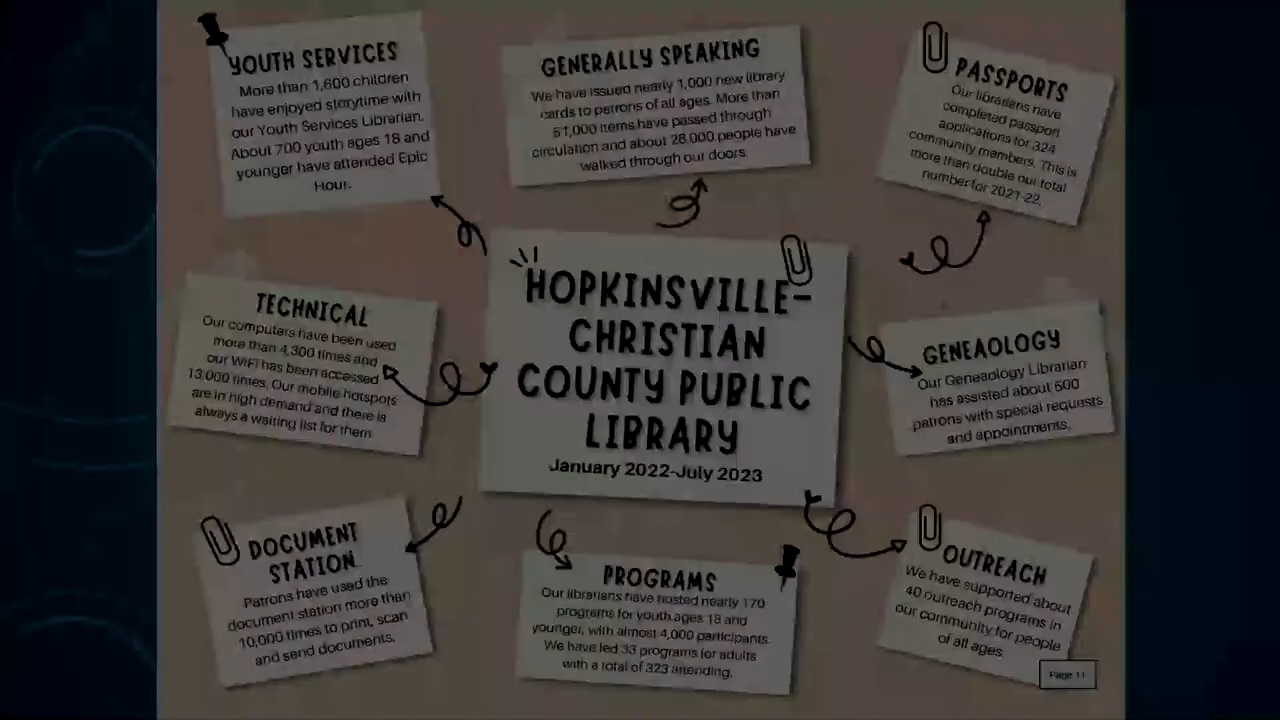 YOUTH SERVICES
More than 1,600 children
have enjoyed storytime with
our Youth Services Librarian.
About 700 youth ages 18 and
younger have attended Epic
Hour.
GENERALLY SPEAKING
We have issued nearly 1,000 new library
cards to patrons of all ages. More than
51,000 items have passed through
circulation and about 28,000 people have
walked through our doors.
PASSPORTS
Our librarians have
completed passport
applications for 324
community members. This is
more than double our total
number for 2021-22.
TECHNICAL
Our computers have been used
more than 4,300 times and
our WiFi has been accessed
13,000 times. Our mobile hotspots
are in high demand and there is
always a waiting list for them.
HOPKINSVILLE-
CHRISTIAN
COUNTY PUBLIC
LIBRARY
January 2022-July 2023
GENEAOLOGY
Our Geneaology Librarian
has assisted about 600
patrons with special requests
and appointments.
DOCUMENT
STATION
Patrons have used the
document station more than
10,000 times to print, scan
and send documents.
PROGRAMS
Our librarians have hosted nearly 170
programs for youth ages 18 and
younger, with almost 4,000 participants.
We have led 33 programs for adults
with a total of 323 attending.
OUTREACH
We have supported about
40 outreach programs in
our community for people
of all ages.
Page 11